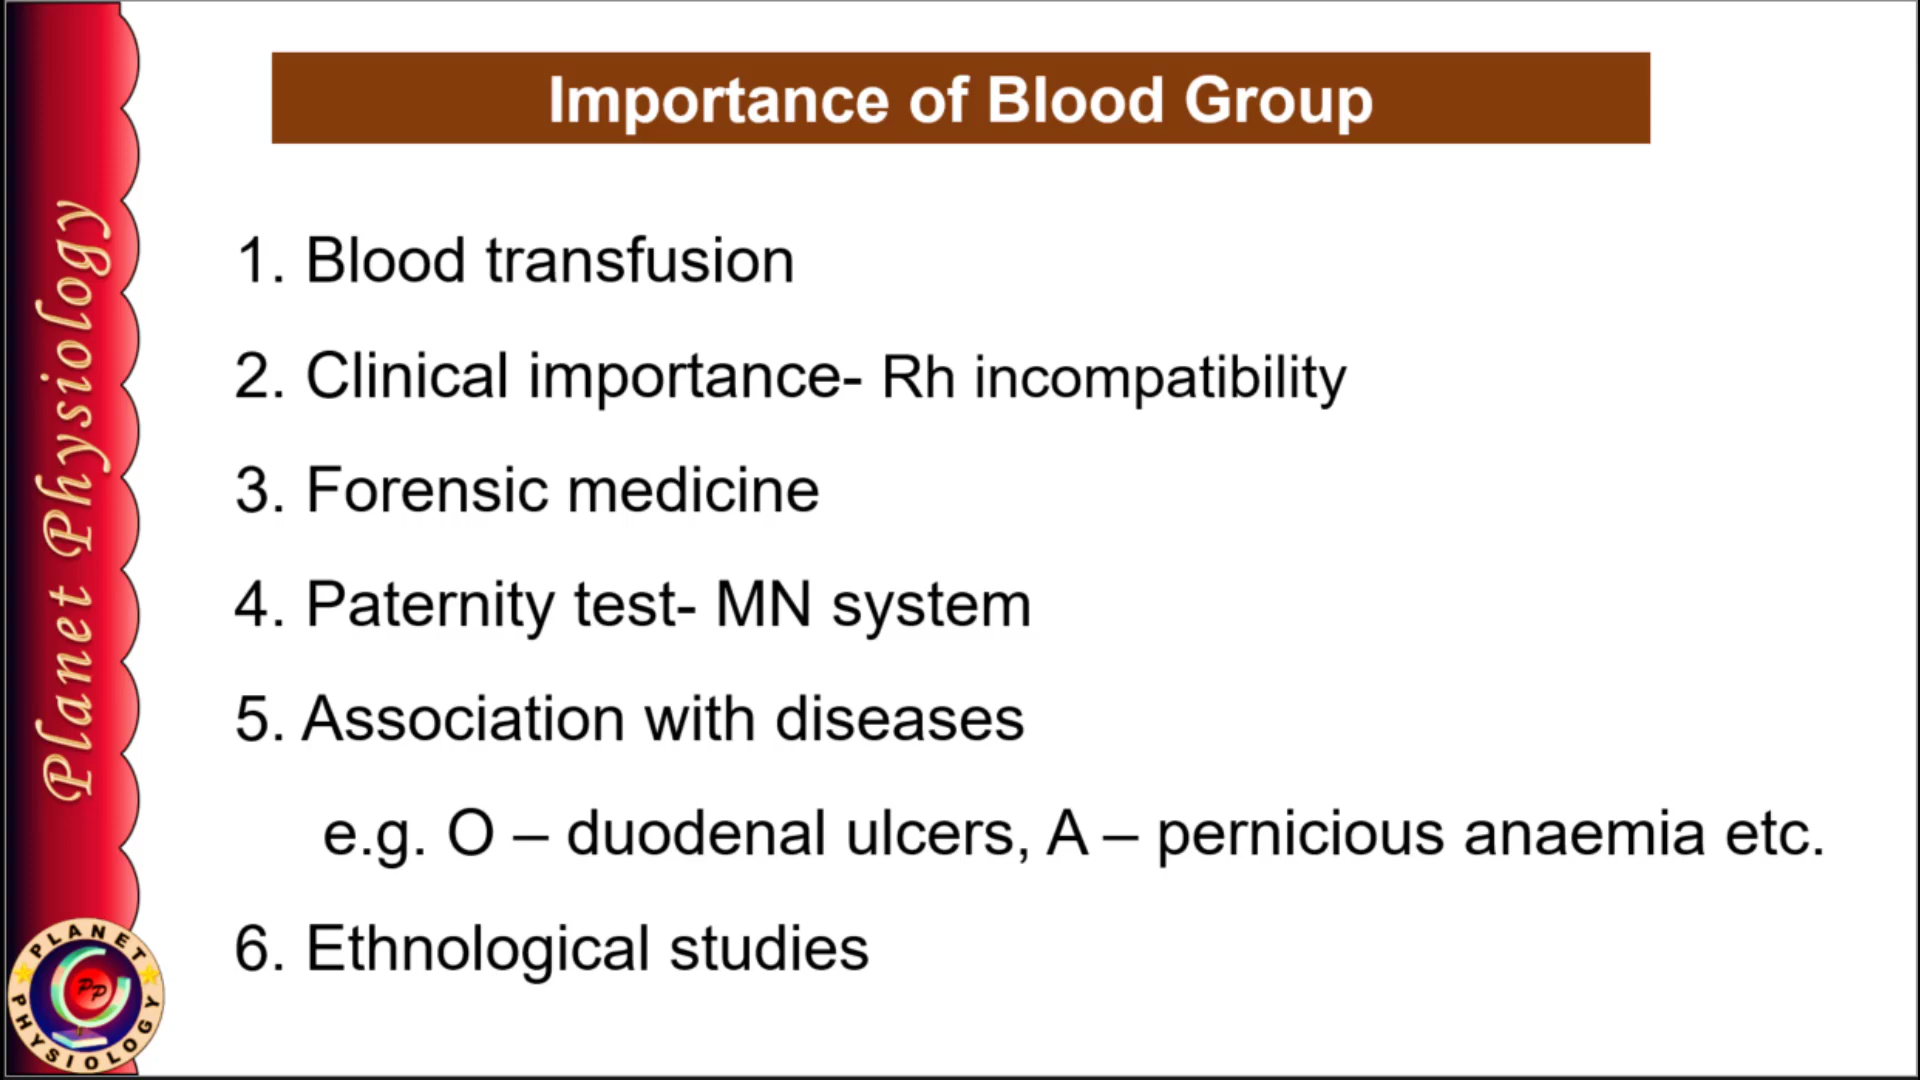 Importance of Blood Group
1. Blood transfusion
2. Clinical importance- Rh incompatibility
3. Forensic medicine
4. Paternity test- MN system
5. Association with diseases
e.g. O – duodenal ulcers, A – pernicious anaemia etc.
6. Ethnological studies
Planet Physiology
PLANET PHYSIOLOGY
PP